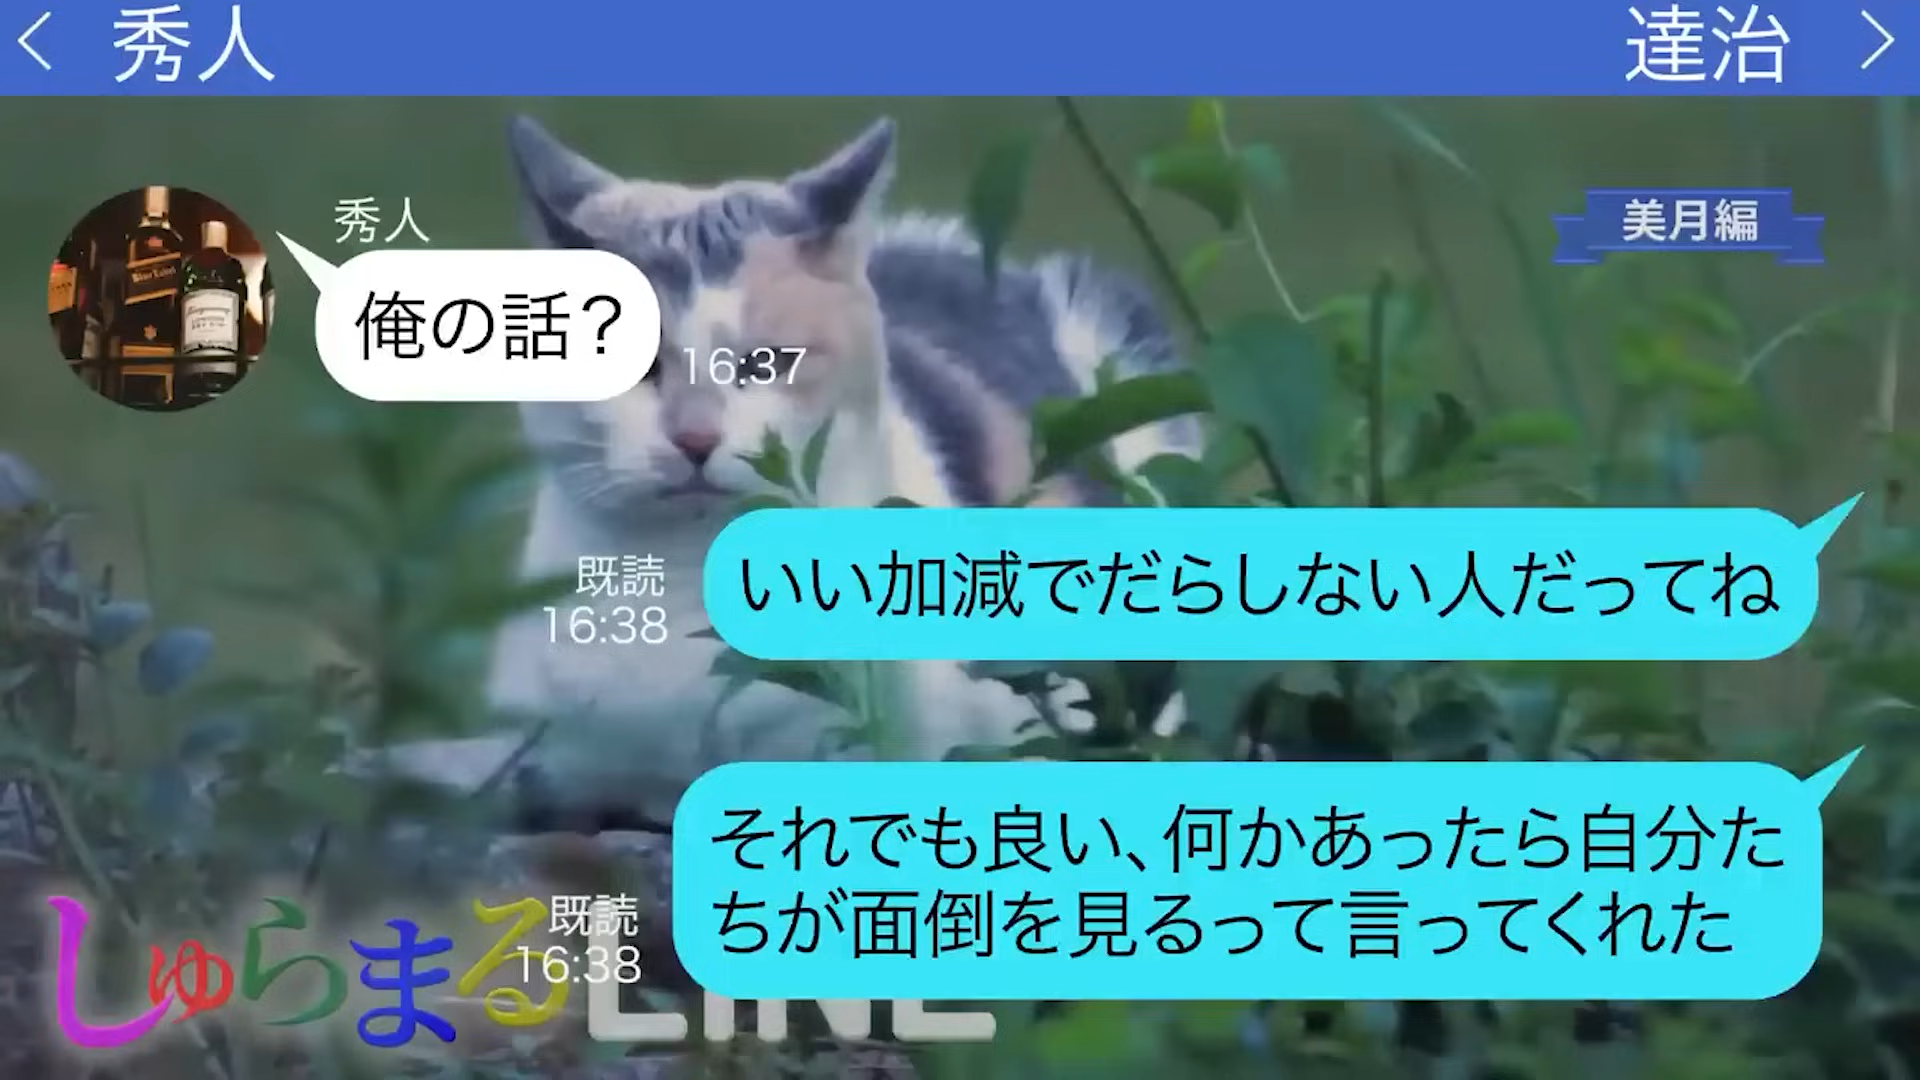 秀人
達治
美月編
秀人
俺の話？
16:37
いい加減でだらしない人だってね
既読
16:38
それでも良い、何かあったら自分た
ちが面倒を見るって言ってくれた
既読
16:38
しゅらまるLINE